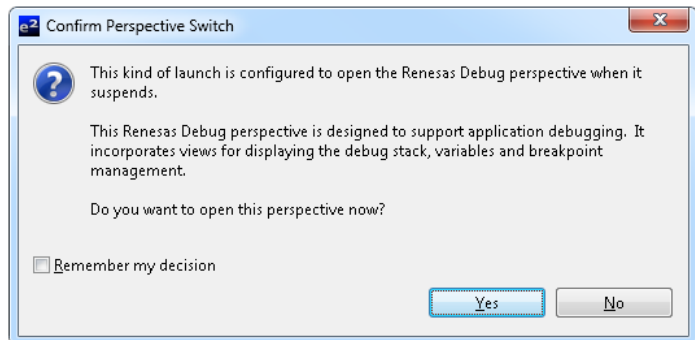 e² Confirm Perspective Switch
This kind of launch is configured to open the Renesas Debug perspective when it
suspends.
This Renesas Debug perspective is designed to support application debugging. It
incorporates views for displaying the debug stack, variables and breakpoint
management.
Do you want to open this perspective now?
Remember my decision
Yes No